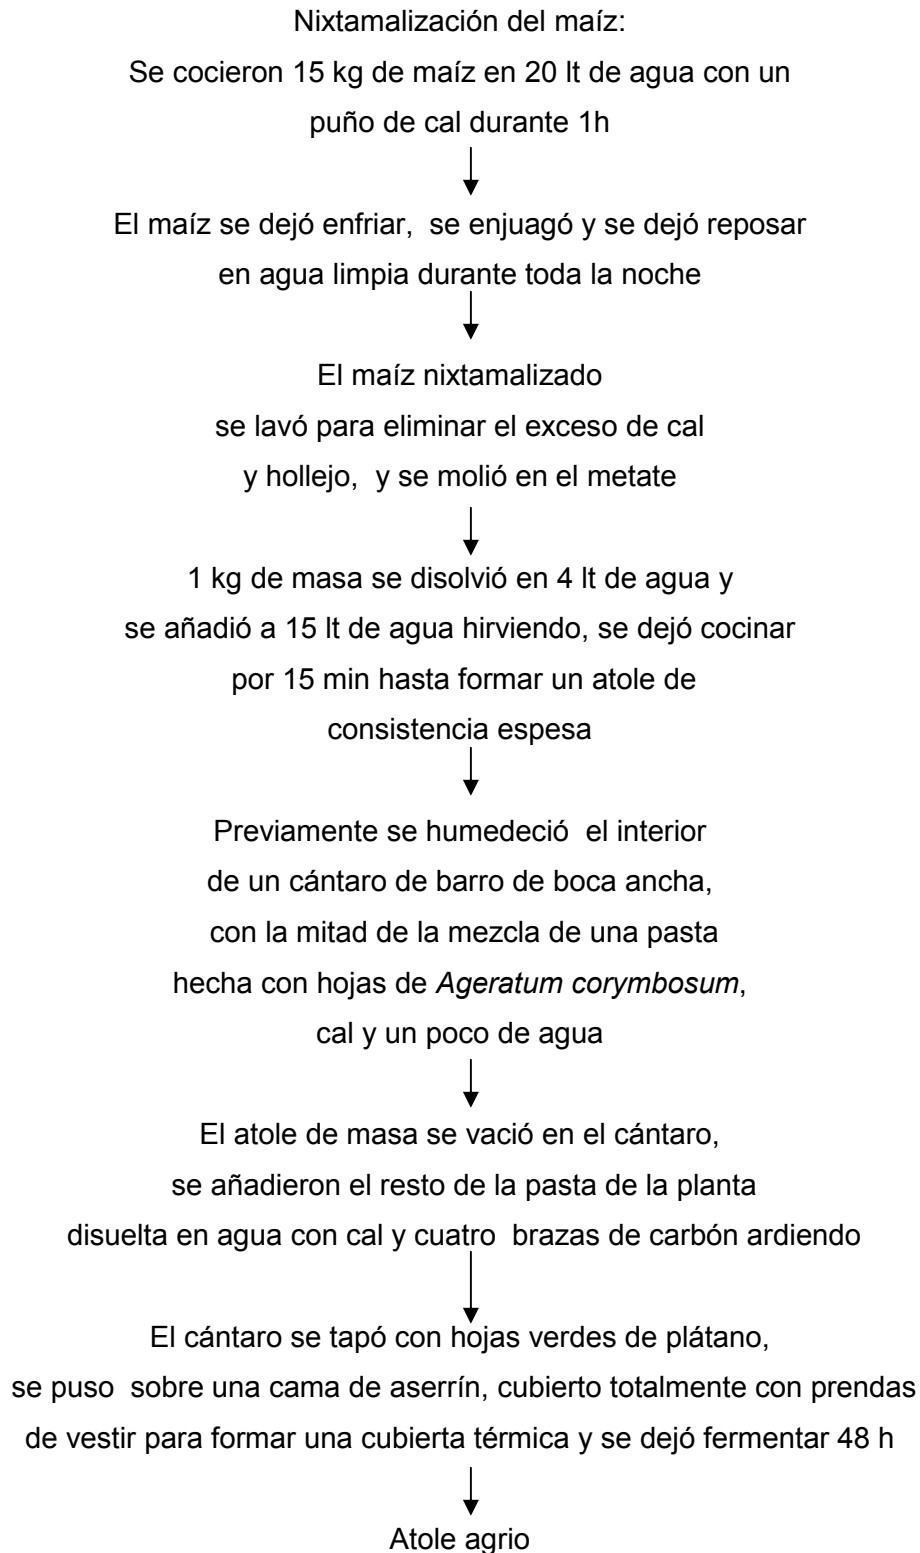 Nixtamalización del maíz:
Se cocieron 15 kg de maíz en 20 lt de agua con un
puño de cal durante 1h
El maíz se dejó enfriar,  se enjuagó y se dejó reposar
en agua limpia durante toda la noche
El maíz nixtamalizado
se lavó para eliminar el exceso de cal
y hollejo,  y se molió en el metate
1 kg de masa se disolvió en 4 lt de agua y
se añadió a 15 lt de agua hirviendo, se dejó cocinar
por 15 min hasta formar un atole de
consistencia espesa
Previamente se humedeció  el interior
de un cántaro de barro de boca ancha,
con la mitad de la mezcla de una pasta
hecha con hojas de Ageratum corymbosum,
cal y un poco de agua
El atole de masa se vació en el cántaro,
se añadieron el resto de la pasta de la planta
disuelta en agua con cal y cuatro  brazas de carbón ardiendo
El cántaro se tapó con hojas verdes de plátano,
se puso  sobre una cama de aserrín, cubierto totalmente con prendas
de vestir para formar una cubierta térmica y se dejó fermentar 48 h
Atole agrio